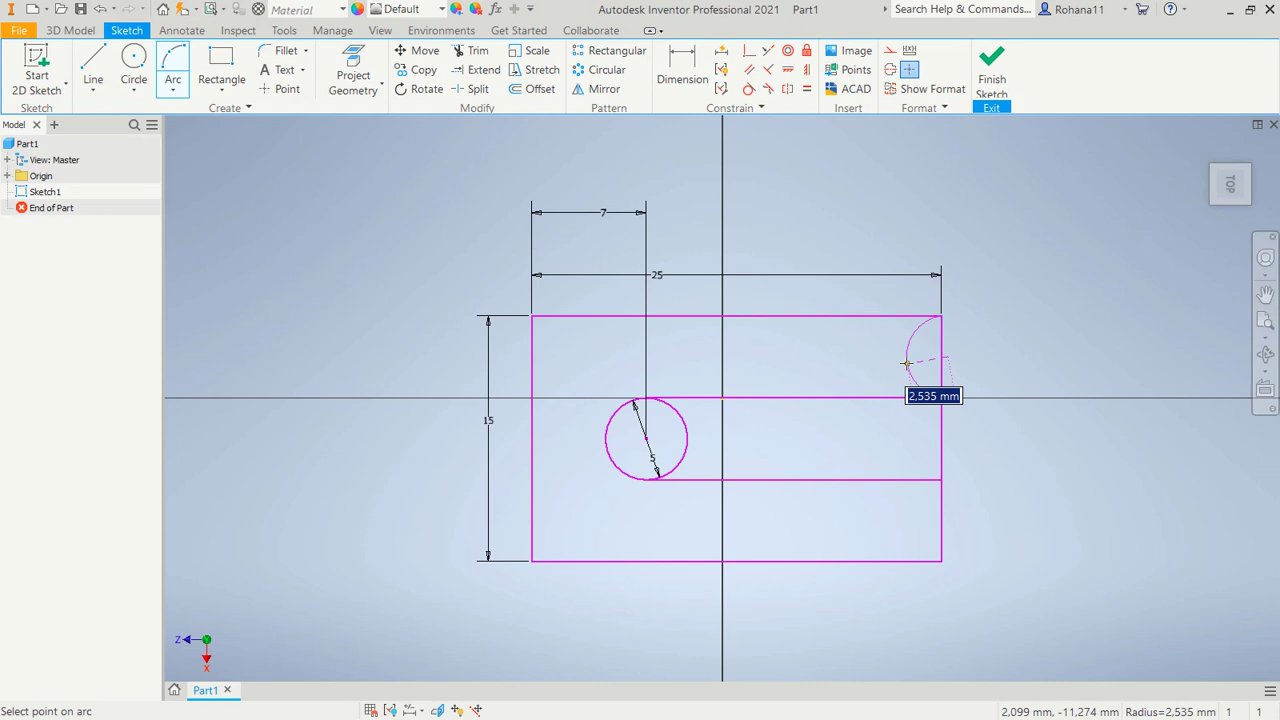 Material
Default
Autodesk Inventor Professional 2021 Part1
Search Help & Commands...
Rohana11
File 3D Model Sketch Annotate Inspect Tools Manage View Environments Get Started Collaborate
Start
2D Sketch
Line
Circle
Arc
Rectangle
Fillet
Text
Point
Project
Geometry
Move
Copy
Rotate
Trim
Extend
Split
Scale
Stretch
Offset
Rectangular
Circular
Mirror
Dimension
Image
Points
ACAD
Show Format
Finish
Sketch
Sketch Create Modify Pattern Constrain Insert Format Exit
Model
Part1
View: Master
Origin
Sketch1
End of Part
TOP
7
25
15
5
2,535 mm
Z
Y
X
Part1
Select point on arc
2,099 mm, -11,274 mm Radius=2,535 mm 1 1